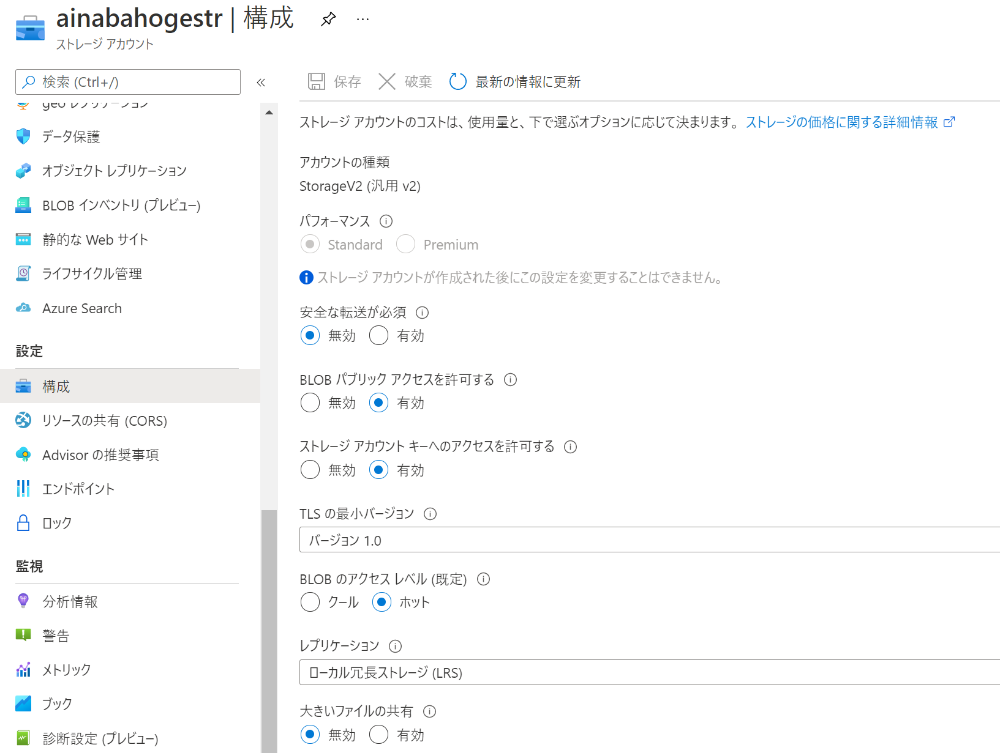 ainabahogestr | 構成
ストレージ アカウント
検索 (Ctrl+/)
geo レプリケーション
データ保護
オブジェクト レプリケーション
BLOB インベントリ (プレビュー)
静的な Web サイト
ライフサイクル管理
Azure Search
設定
構成
リソースの共有 (CORS)
Advisor の推奨事項
エンドポイント
ロック
監視
分析情報
警告
メトリック
ブック
診断設定 (プレビュー)
保存 破棄 最新の情報に更新
ストレージ アカウントのコストは、使用量と、下で選ぶオプションに応じて決まります。 ストレージの価格に関する詳細情報
アカウントの種類
StorageV2 (汎用 v2)
パフォーマンス
Standard Premium
ストレージ アカウントが作成された後にこの設定を変更することはできません。
安全な転送が必須
無効 有効
BLOB パブリック アクセスを許可する
無効 有効
ストレージ アカウント キーへのアクセスを許可する
無効 有効
TLS の最小バージョン
バージョン 1.0
BLOB のアクセス レベル (既定)
クール ホット
レプリケーション
ローカル冗長ストレージ (LRS)
大きいファイルの共有
無効 有効